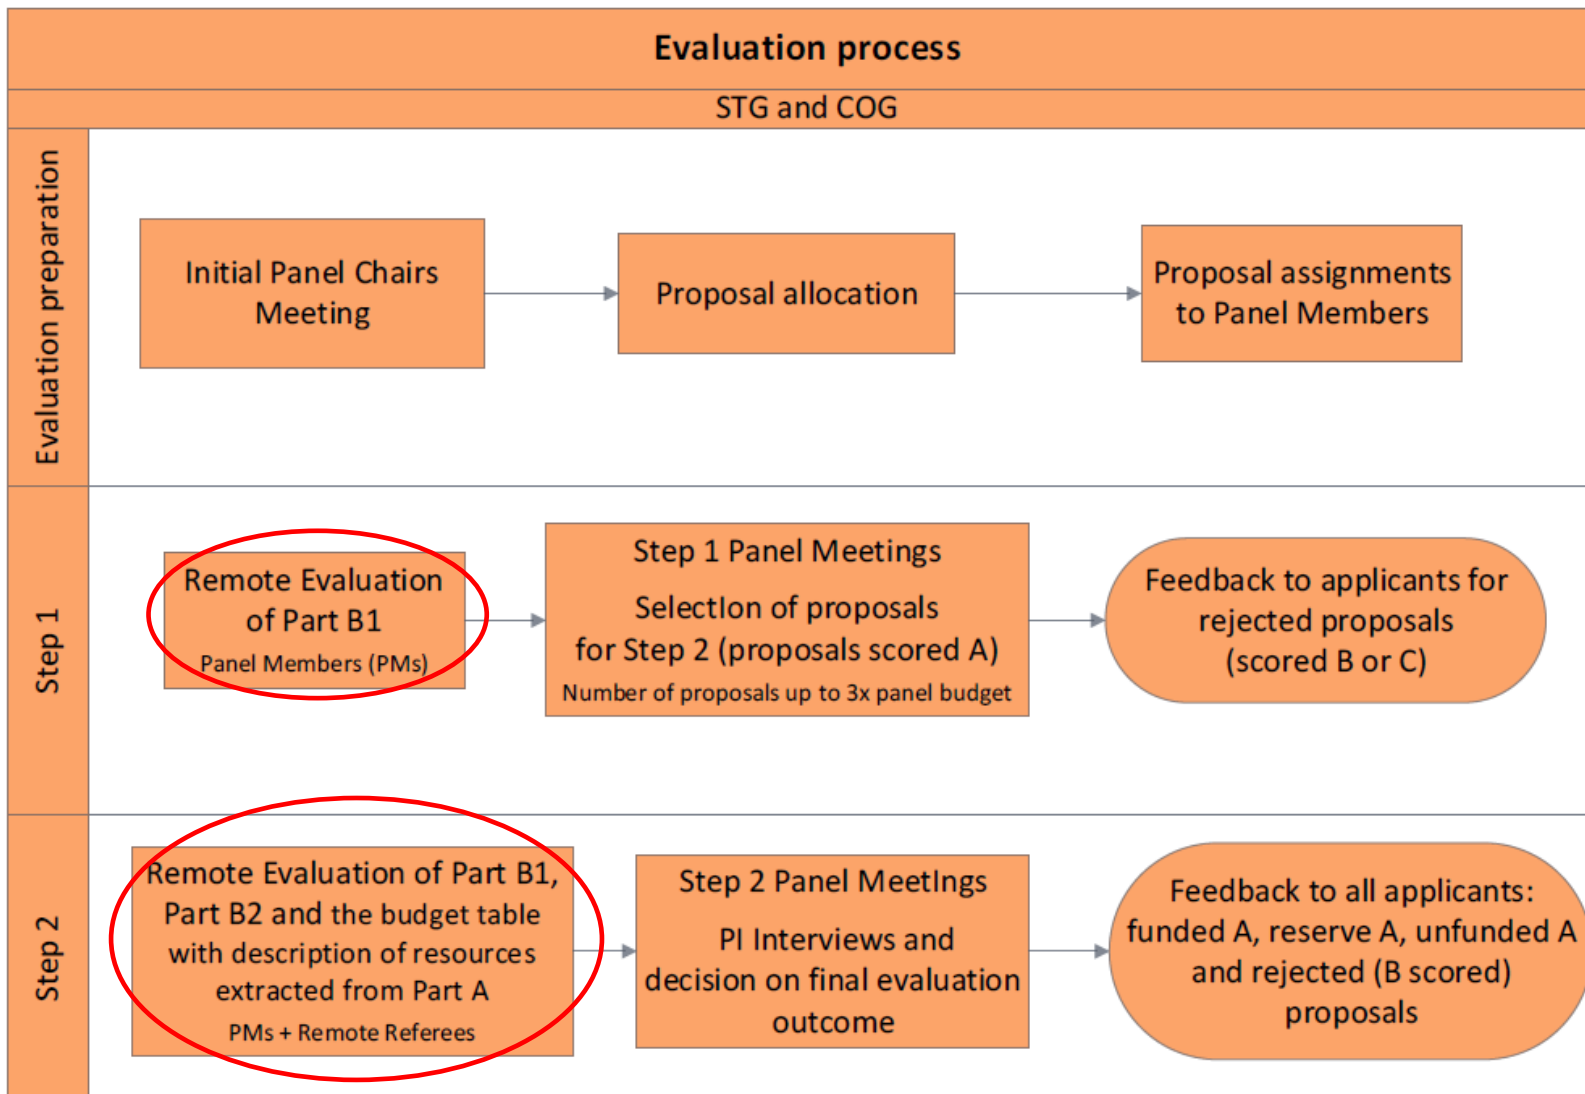 Evaluation process
STG and COG
Evaluation preparation
Initial Panel Chairs
Meeting
Proposal allocation
Proposal assignments
to Panel Members
Step 1
Remote Evaluation
of Part B1
Panel Members (PMs)
Step 1 Panel Meetings
SelectIon of proposals
for Step 2 (proposals scored A)
Number of proposals up to 3x panel budget
Feedback to applicants for
rejected proposals
(scored B or C)
Step 2
Remote Evaluation of Part B1,
Part B2 and the budget table
with description of resources
extracted from Part A
PMs + Remote Referees
Step 2 Panel MeetIngs
PI Interviews and
decision on final evaluation
outcome
Feedback to all applicants:
funded A, reserve A, unfunded A
and rejected (B scored)
proposals